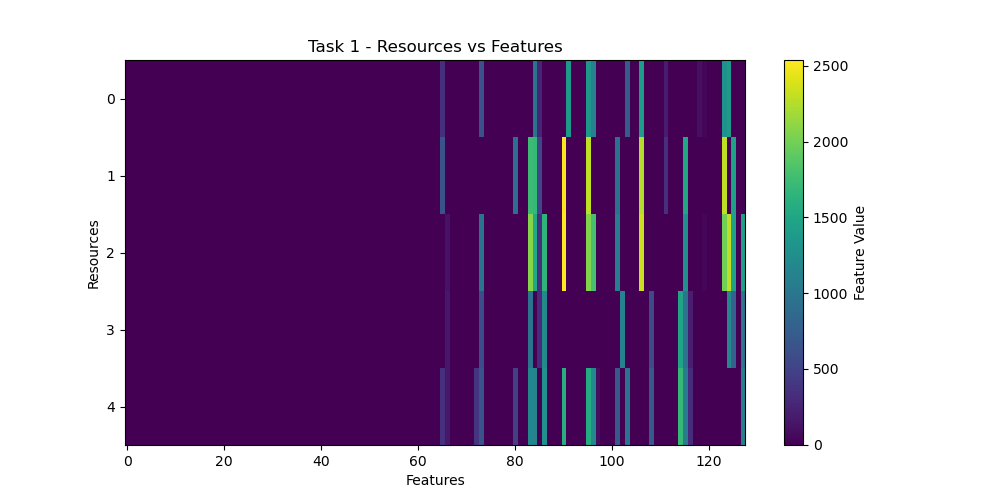 Task 1 - Resources vs Features
Resources
0
1
2
3
4
0 20 40 60 80 100 120
Features
2500
2000
1500
1000
500
0
Feature Value